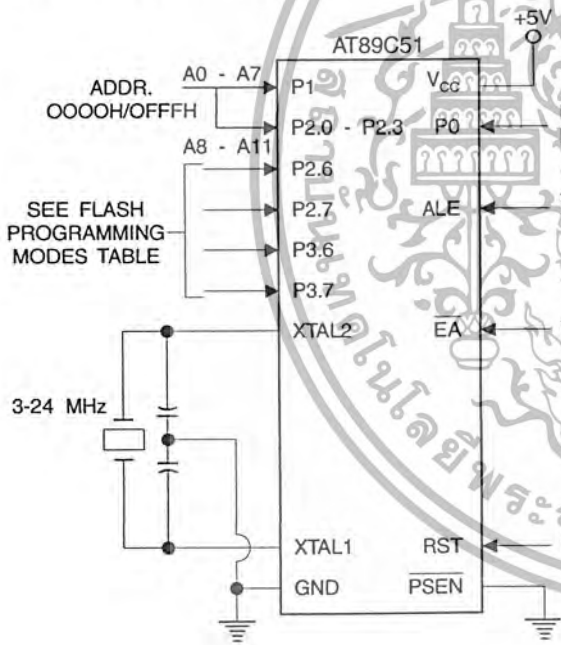 AT89C51
+5V
ADDR.
OOOOH/OFFFH
A0 - A7
P1
VCC
P2.0 - P2.3
P0
A8 - A11
P2.6
SEE FLASH
PROGRAMMING
MODES TABLE
P2.7
ALE
P3.6
P3.7
XTAL2
EA
3-24 MHz
XTAL1
RST
GND
PSEN